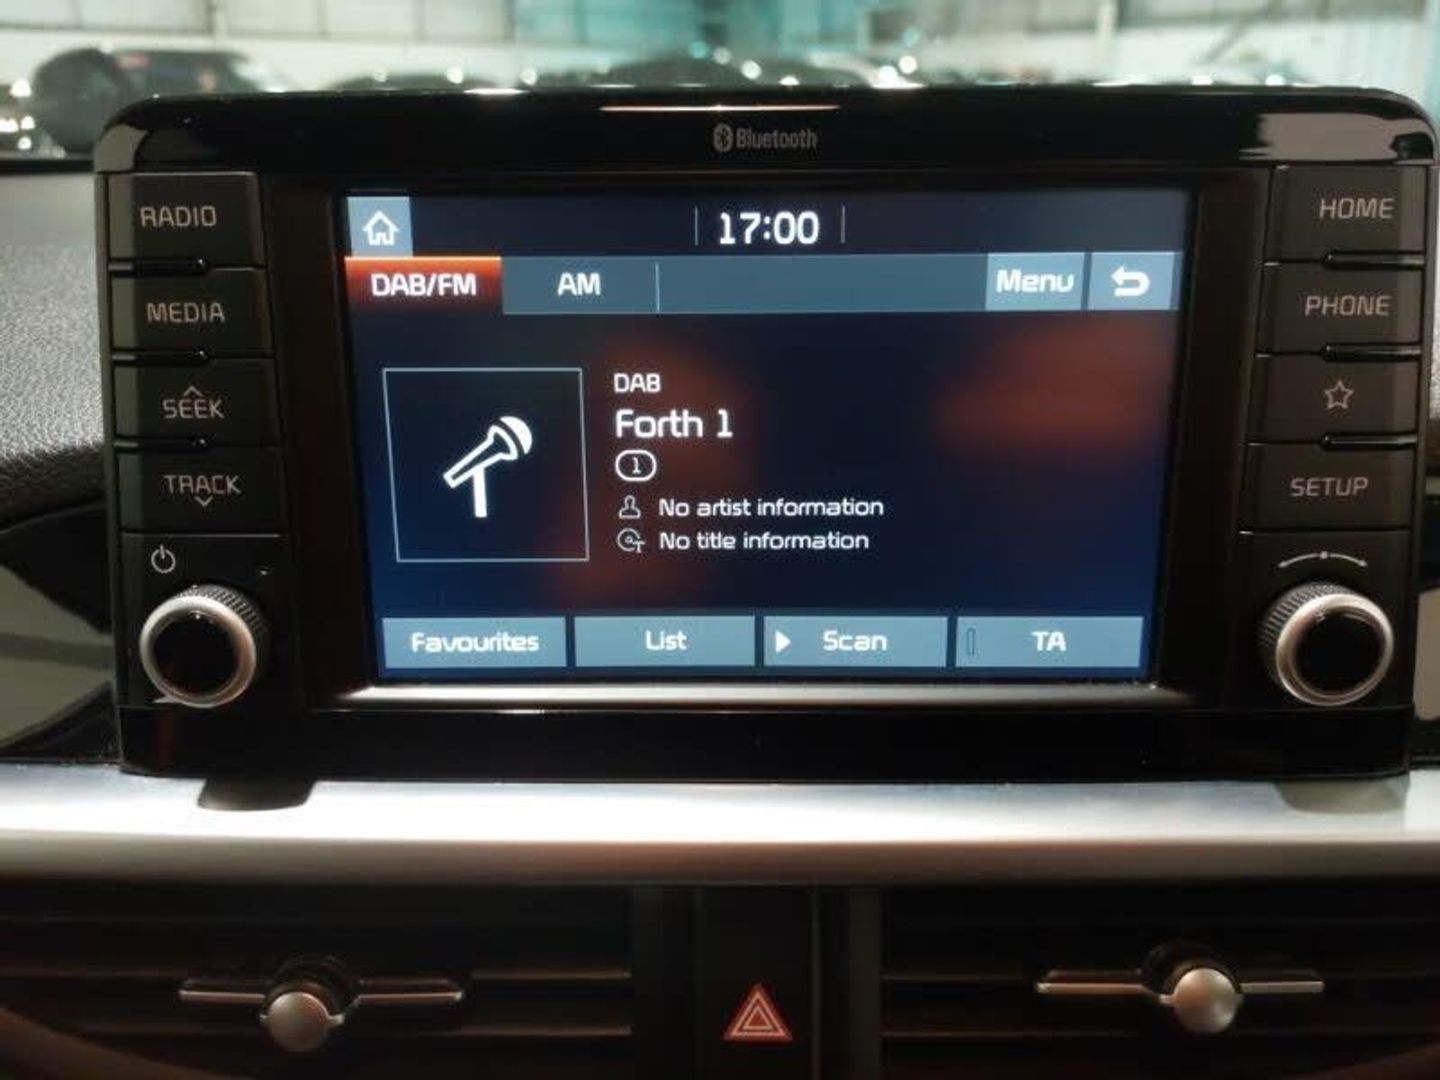 Bluetooth
RADIO
MEDIA
SEEK
TRACK
17:00
DAB/FM
AM
Menu
DAB
Forth 1
1
No artist information
No title information
Favourites
List
Scan
TA
HOME
PHONE
SETUP